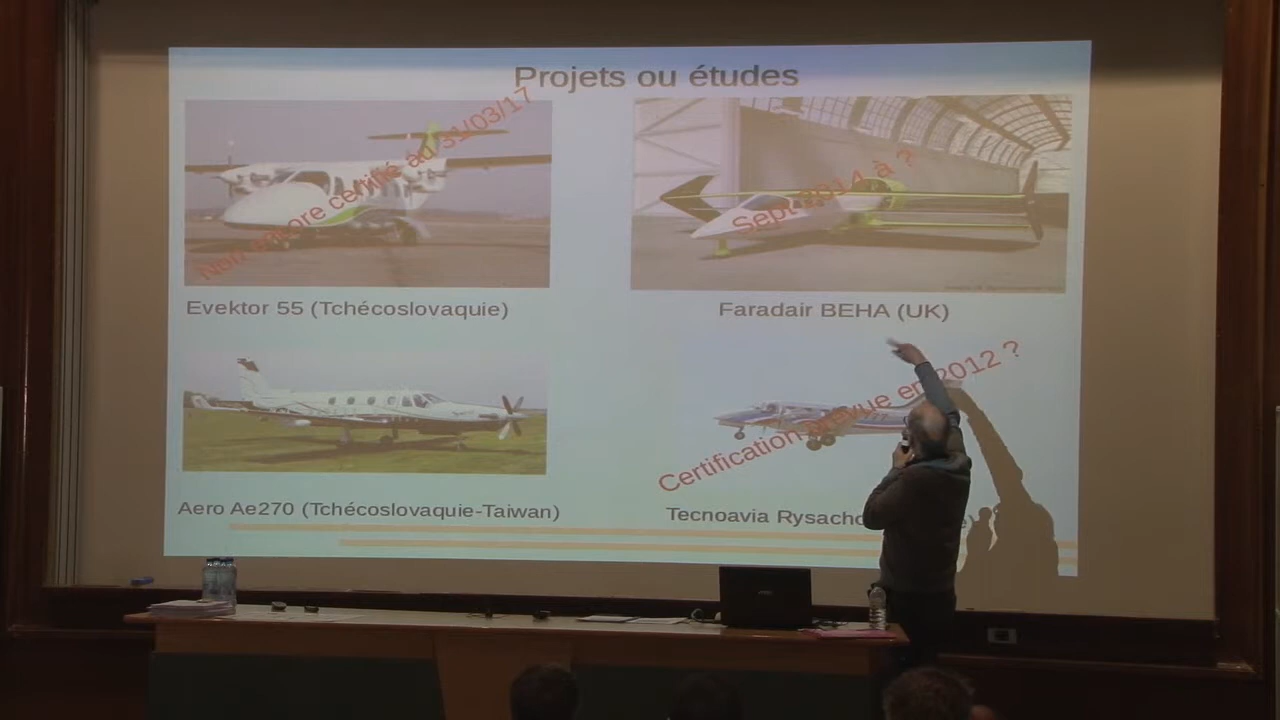 Projets ou études
Non encore certifié au 31/03/17
Sept 2014 à ?
Evektor 55 (Tchécoslovaquie)
Faradair BEHA (UK)
Certification prévue en 2012 ?
Aero Ae270 (Tchécoslovaquie-Taiwan)
Tecnoavia